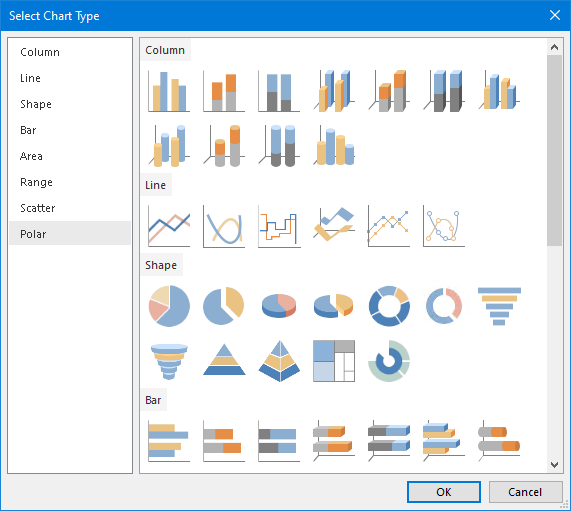 Select Chart Type
Column
Line
Shape
Bar
Area
Range
Scatter
Polar
Column
Line
Shape
Bar
OK
Cancel